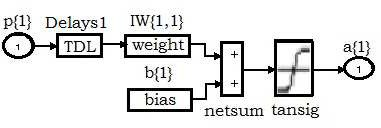 p{1}
Delays1
IW{1,1}
1
TDL
weight
b{1}
bias
+
+
netsum
tansig
a{1}
1